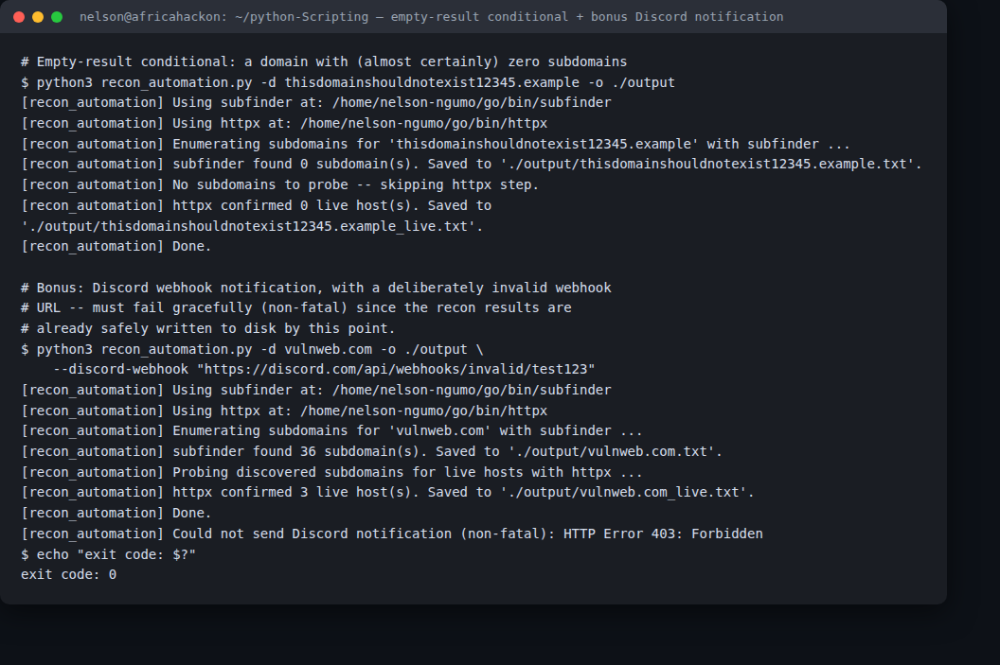 nelson@africahackon: ~/python-Scripting — empty-result conditional + bonus Discord notification
# Empty-result conditional: a domain with (almost certainly) zero subdomains
$ python3 recon_automation.py -d thisdomainshouldnotexist12345.example -o ./output
[recon_automation] Using subfinder at: /home/nelson-ngumo/go/bin/subfinder
[recon_automation] Using httpx at: /home/nelson-ngumo/go/bin/httpx
[recon_automation] Enumerating subdomains for 'thisdomainshouldnotexist12345.example' with subfinder ...
[recon_automation] subfinder found 0 subdomain(s). Saved to './output/thisdomainshouldnotexist12345.example.txt'.
[recon_automation] No subdomains to probe -- skipping httpx step.
[recon_automation] httpx confirmed 0 live host(s). Saved to
'./output/thisdomainshouldnotexist12345.example_live.txt'.
[recon_automation] Done.
# Bonus: Discord webhook notification, with a deliberately invalid webhook
# URL -- must fail gracefully (non-fatal) since the recon results are
# already safely written to disk by this point.
$ python3 recon_automation.py -d vulnweb.com -o ./output \
--discord-webhook "https://discord.com/api/webhooks/invalid/test123"
[recon_automation] Using subfinder at: /home/nelson-ngumo/go/bin/subfinder
[recon_automation] Using httpx at: /home/nelson-ngumo/go/bin/httpx
[recon_automation] Enumerating subdomains for 'vulnweb.com' with subfinder ...
[recon_automation] subfinder found 36 subdomain(s). Saved to './output/vulnweb.com.txt'.
[recon_automation] Probing discovered subdomains for live hosts with httpx ...
[recon_automation] httpx confirmed 3 live host(s). Saved to './output/vulnweb.com_live.txt'.
[recon_automation] Done.
[recon_automation] Could not send Discord notification (non-fatal): HTTP Error 403: Forbidden
$ echo "exit code: $?"
exit code: 0